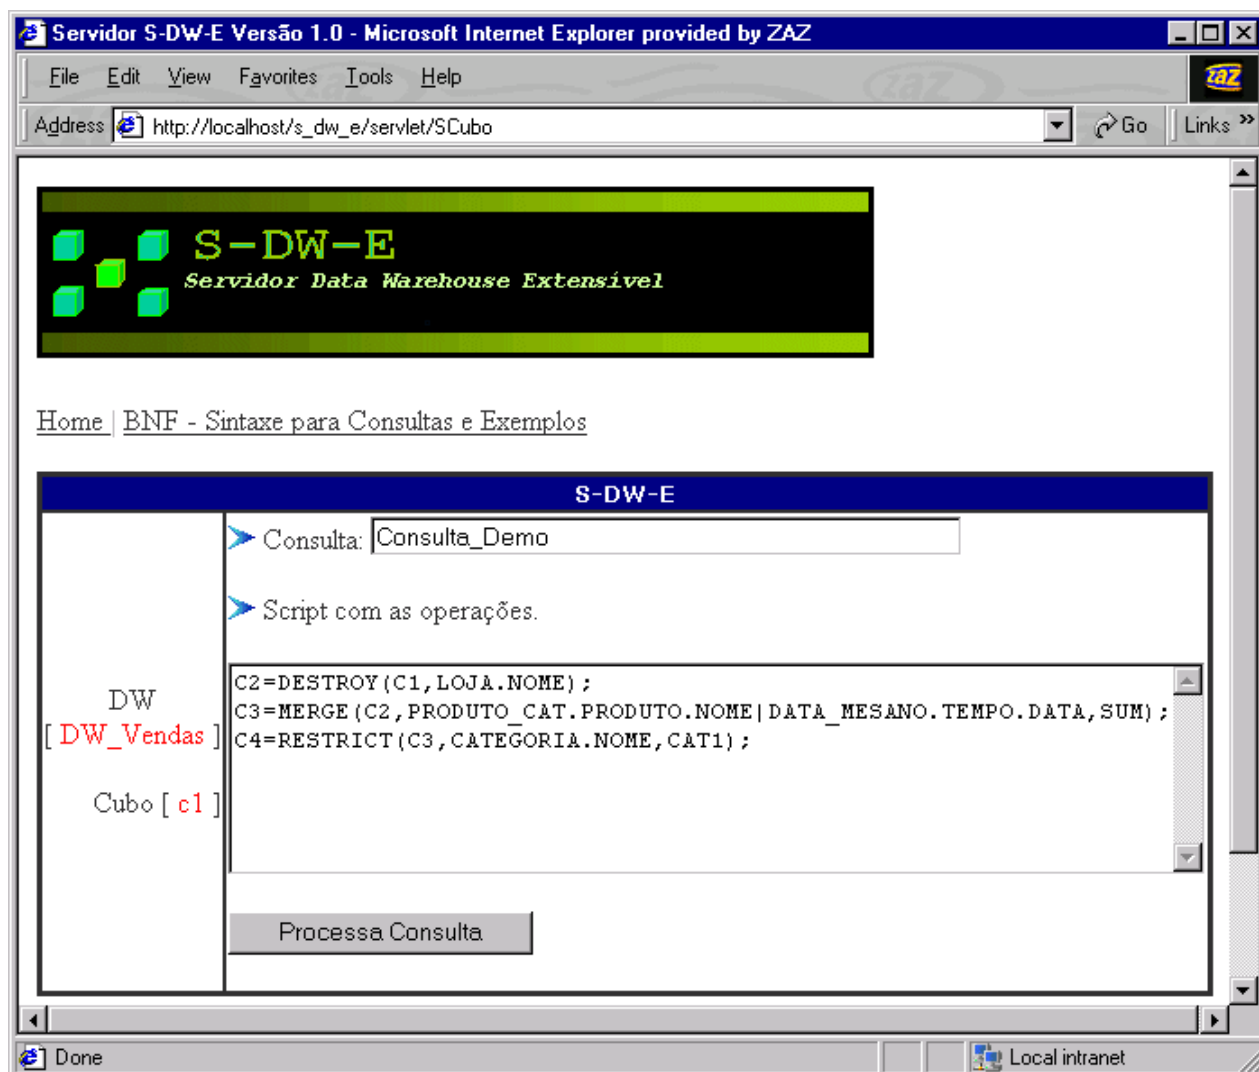 Servidor S-DW-E Versão 1.0 - Microsoft Internet Explorer provided by ZAZ
File Edit View Favorites Tools Help
zaz
zaz
zaz
Address http://localhost/s_dw_e/servlet/SCubo Go Links »
S-DW-E
Servidor Data Warehouse Extensível
Home | BNF - Sintaxe para Consultas e Exemplos
S-DW-E
Consulta: Consulta_Demo
Script com as operações.
DW
[ DW_Vendas ]
Cubo [ c1 ]
C2=DESTROY(C1,LOJA.NOME);
C3=MERGE(C2,PRODUTO_CAT.PRODUTO.NOME|DATA_MESANO.TEMPO.DATA,SUM);
C4=RESTRICT(C3,CATEGORIA.NOME,CAT1);
Processa Consulta
Done Local intranet